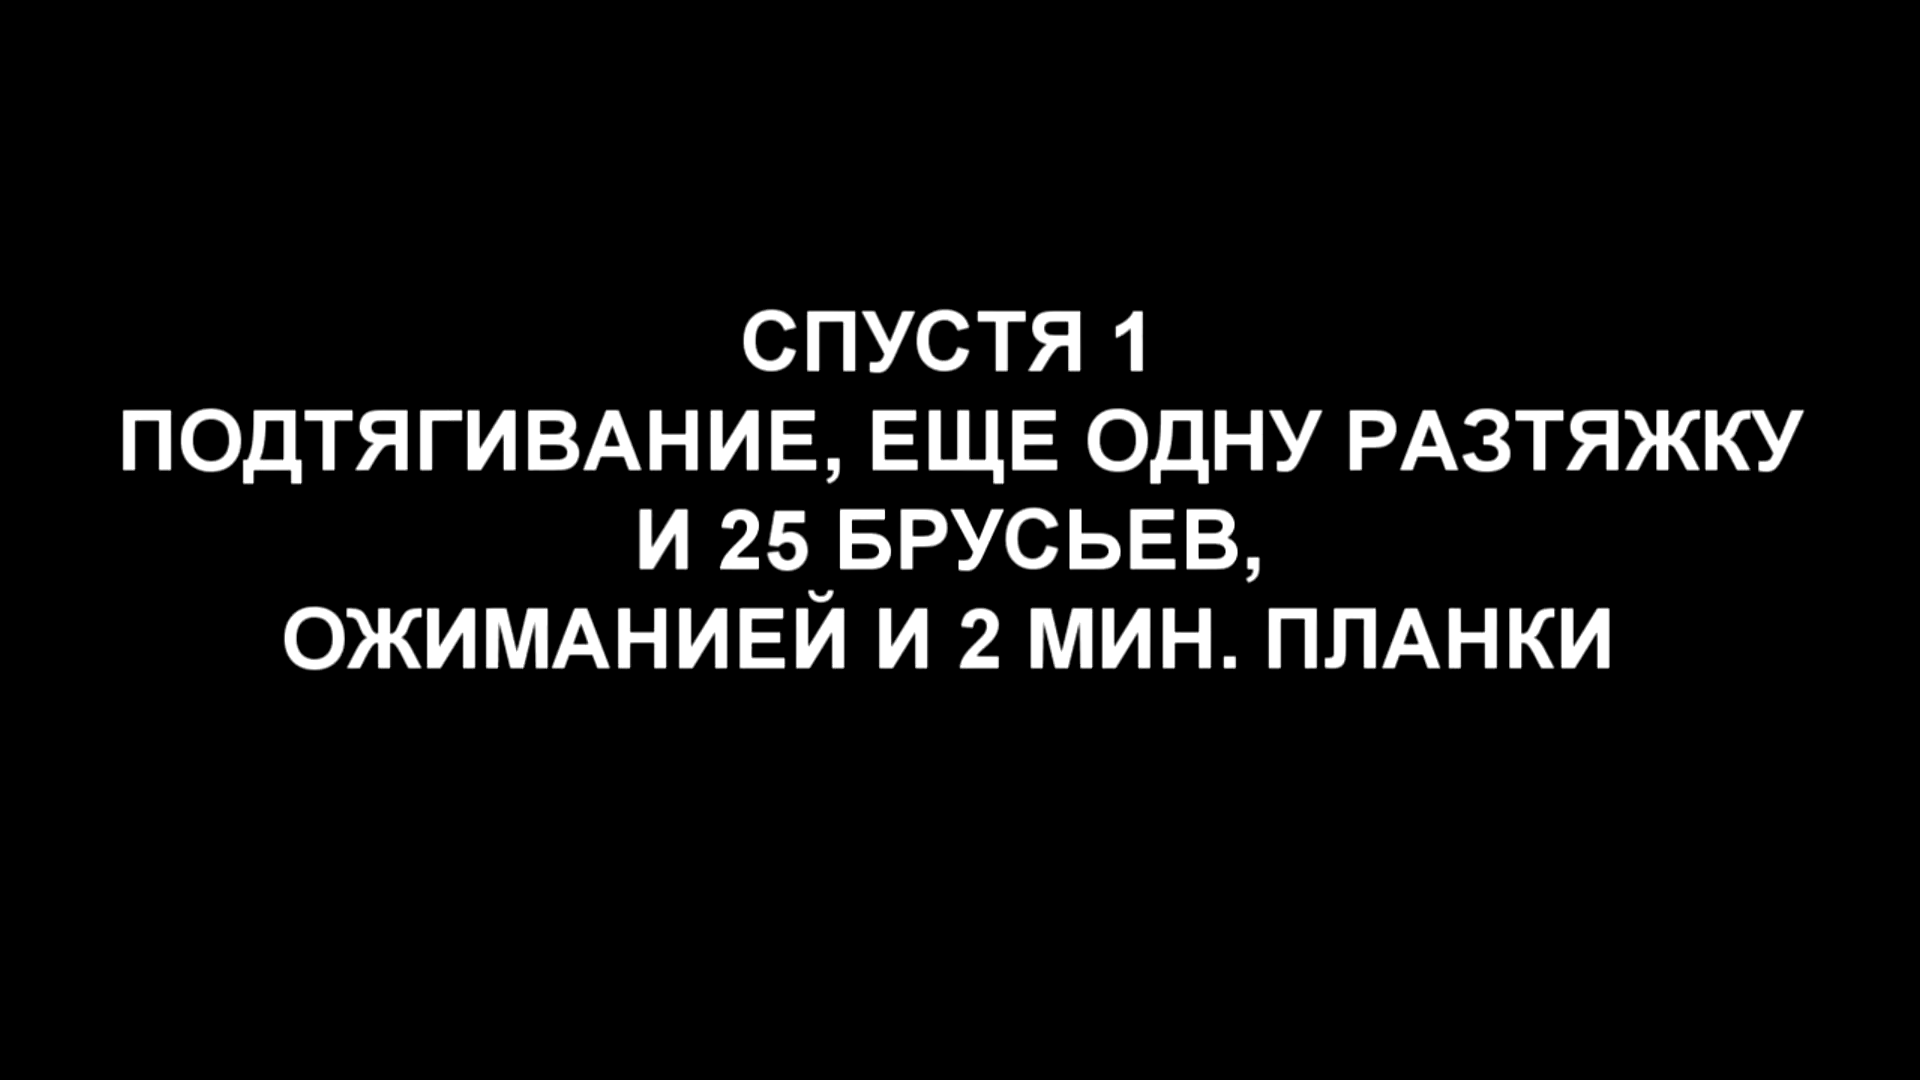 СПУСТЯ 1
ПОДТЯГИВАНИЕ, ЕЩЕ ОДНУ РАЗТЯЖКУ
И 25 БРУСЬЕВ,
ОЖИМАНИЕЙ И 2 МИН. ПЛАНКИ